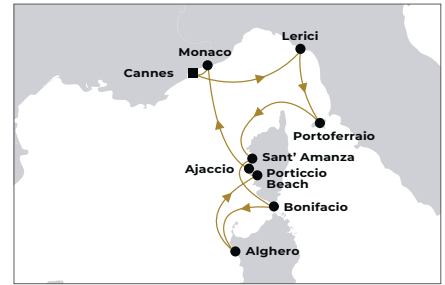 Lerici
Monaco
Cannes
Portoferraio
Sant’ Amanza
Ajaccio
Porticcio
Beach
Bonifacio
Alghero